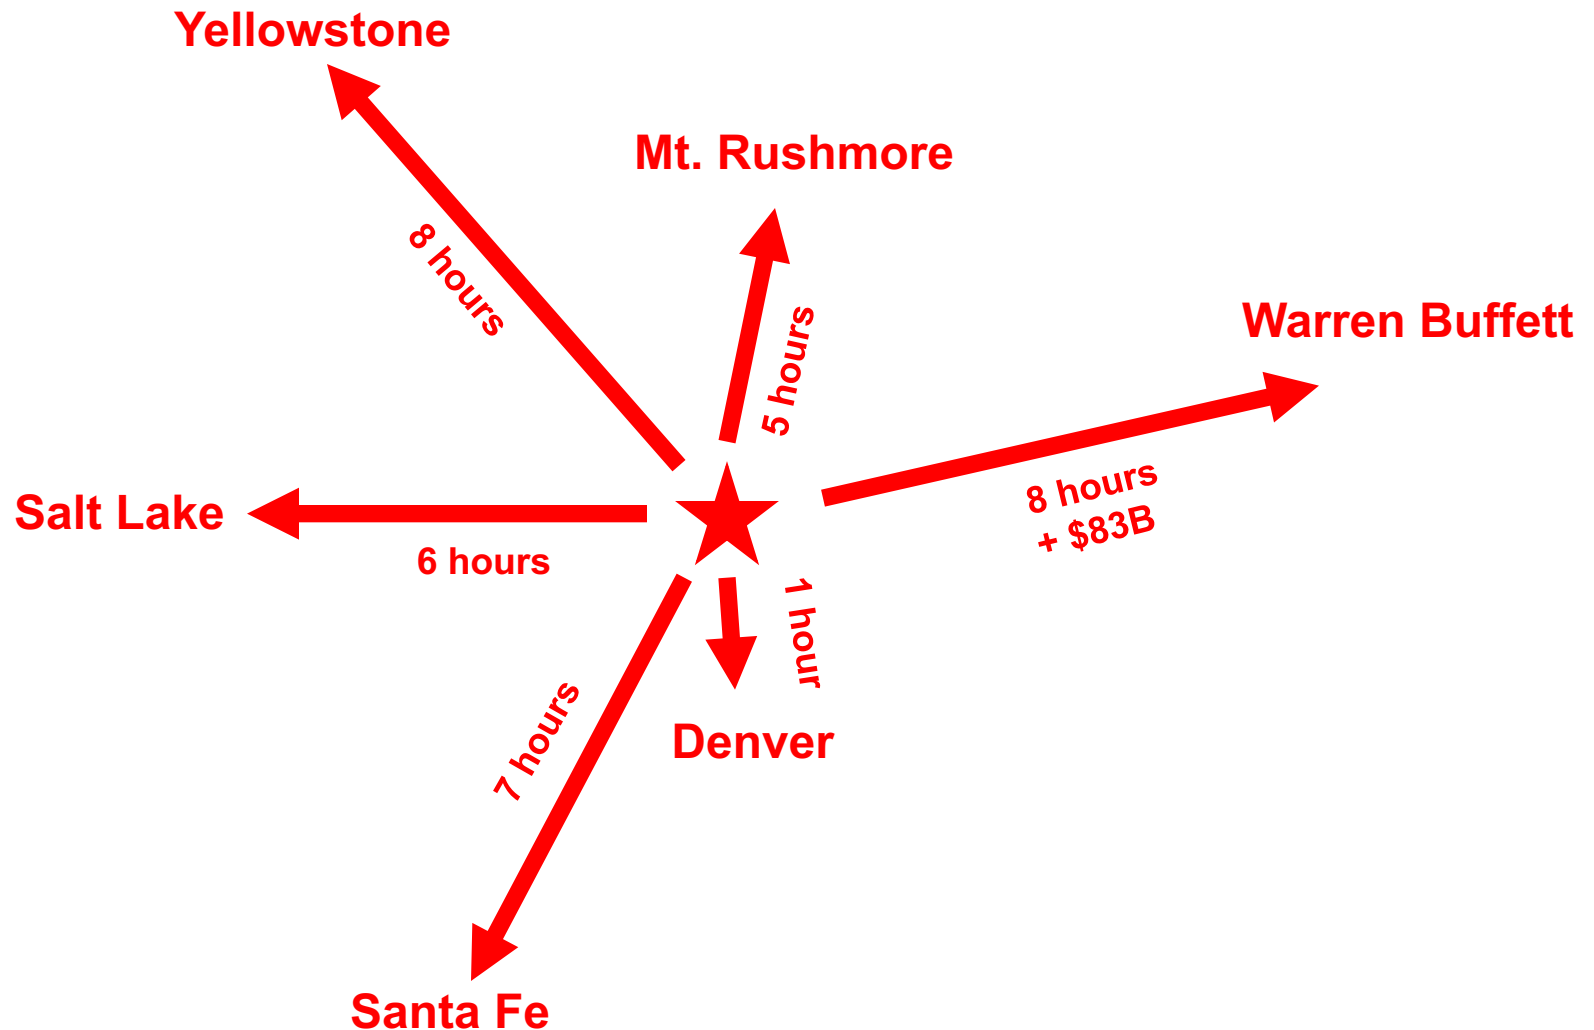 Yellowstone
Mt. Rushmore
8 hours
5 hours
Warren Buffett
8 hours
+ $83B
Salt Lake
6 hours
1 hour
7 hours
Denver
Santa Fe